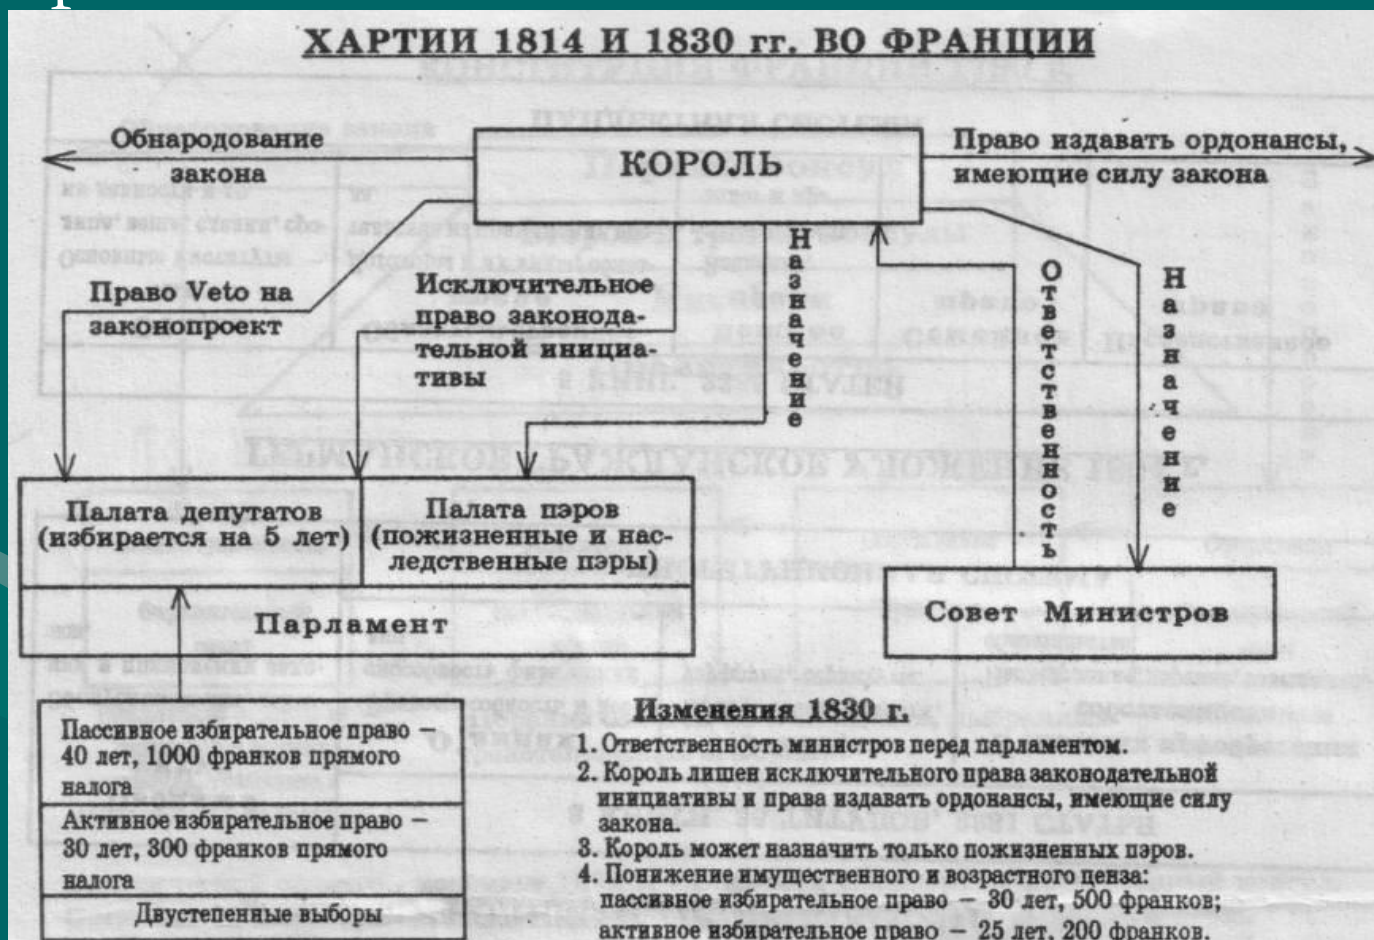 ХАРТИИ 1814 И 1830 гг. ВО ФРАНЦИИ
Обнародование
закона
КОРОЛЬ
Право издавать ордонансы,
имеющие силу закона
Право Veto на
законопроект
Исключительное
право законода-
тельной инициа-
тивы
Назначение
Ответственность
Назначение
Палата депутатов
(избирается на 5 лет)
Палата пэров
(пожизненные и нас-
ледственные пэры)
Парламент
Совет Министров
Пассивное избирательное право —
40 лет, 1000 франков прямого
налога
Активное избирательное право —
30 лет, 300 франков прямого
налога
Двустепенные выборы
Изменения 1830 г.
1. Ответственность министров перед парламентом.
2. Король лишен исключительного права законодательной
инициативы и права издавать ордонансы, имеющие силу
закона.
3. Король может назначить только пожизненных пэров.
4. Понижение имущественного и возрастного ценза:
пассивное избирательное право — 30 лет, 500 франков;
активное избирательное право — 25 лет, 200 франков.